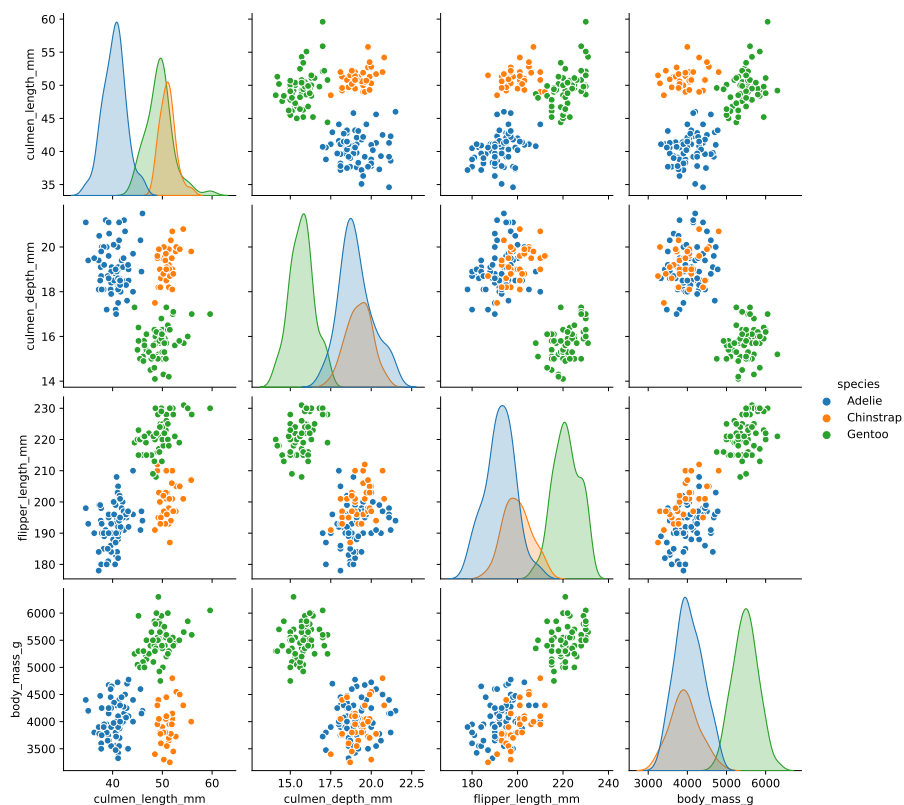 60
55
50
45
40
35
culmen_length_mm
20
18
16
14
culmen_depth_mm
230
220
210
200
190
180
flipper_length_mm
6000
5500
5000
4500
4000
3500
body_mass_g
40 60
culmen_length_mm
15.0 17.5 20.0 22.5
culmen_depth_mm
180 200 220 240
flipper_length_mm
3000 4000 5000 6000
body_mass_g
species
Adelie
Chinstrap
Gentoo